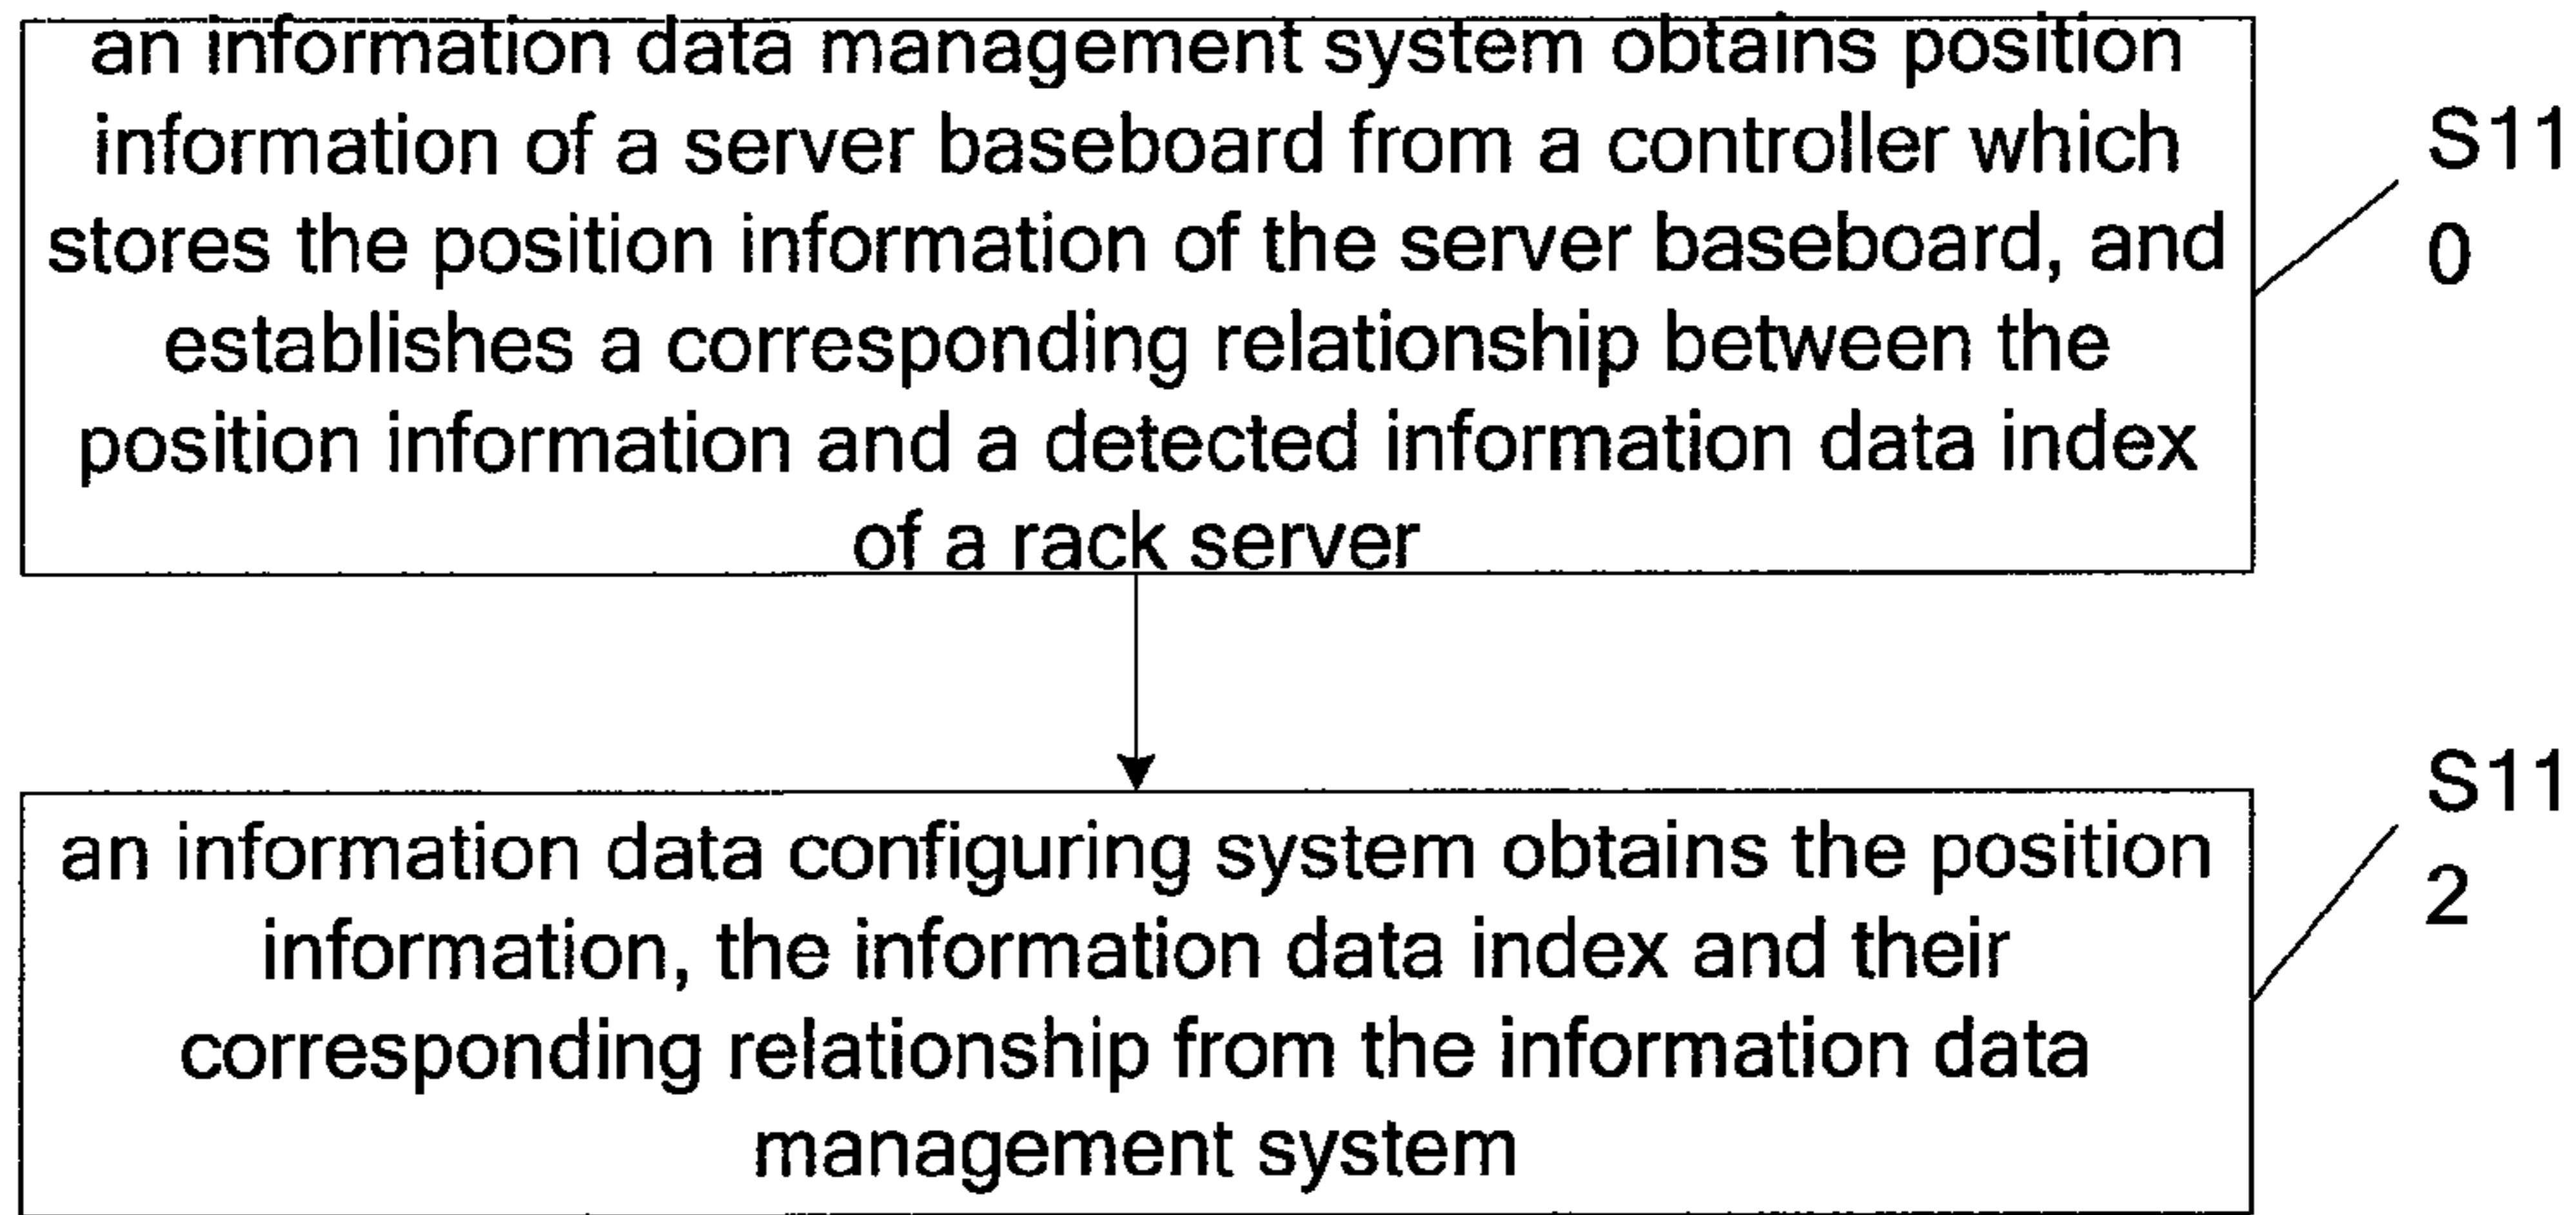 an information data management system obtains position
information of a server baseboard from a controller which
stores the position information of the server baseboard, and
establishes a corresponding relationship between the
position information and a detected information data index
of a rack server
S11
0
an information data configuring system obtains the position
information, the information data index and their
corresponding relationship from the information data
management system
S11
2